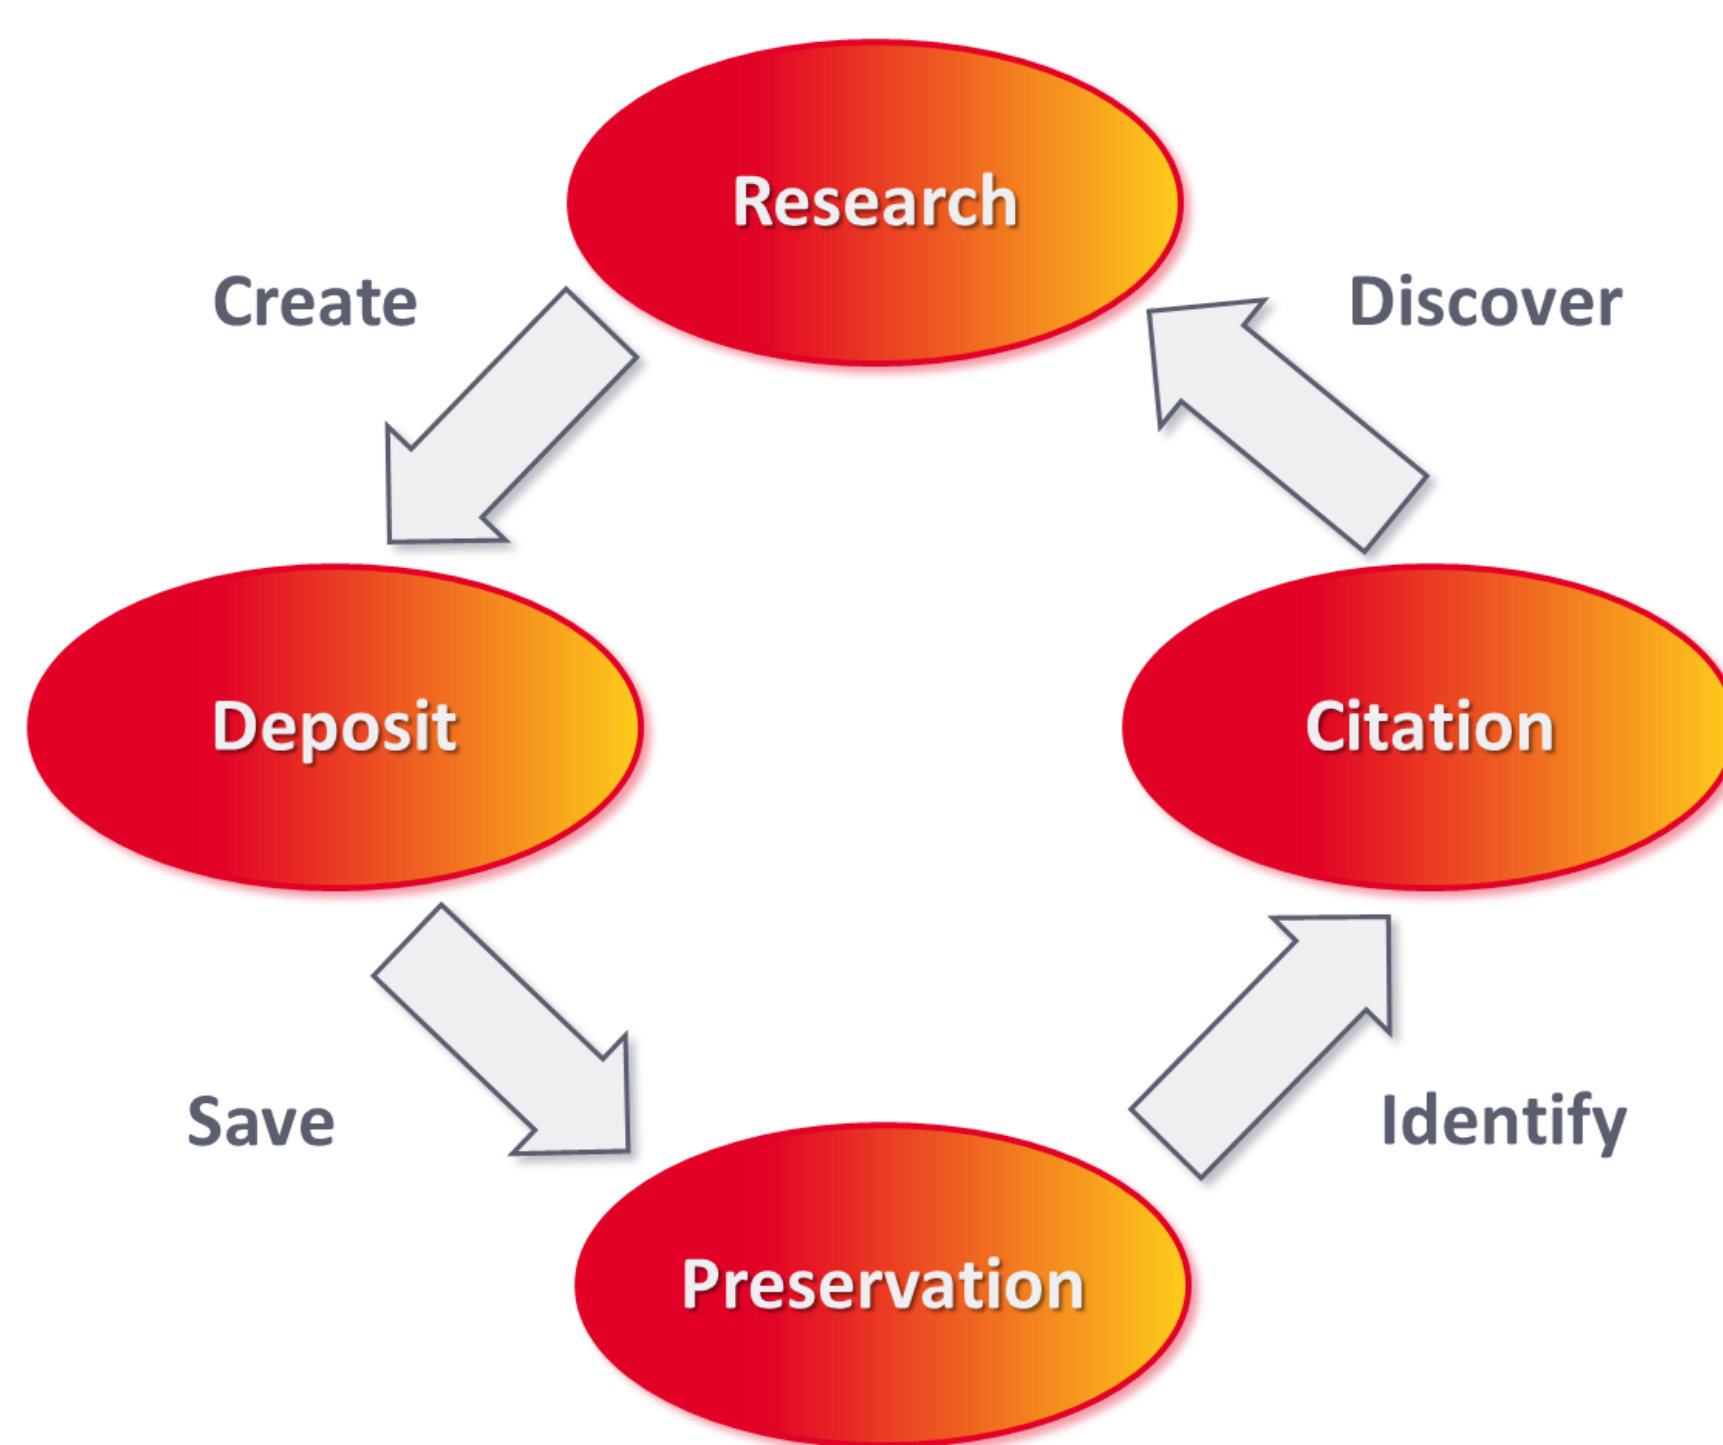 Research
Create
Discover
Deposit
Citation
Save
Identify
Preservation